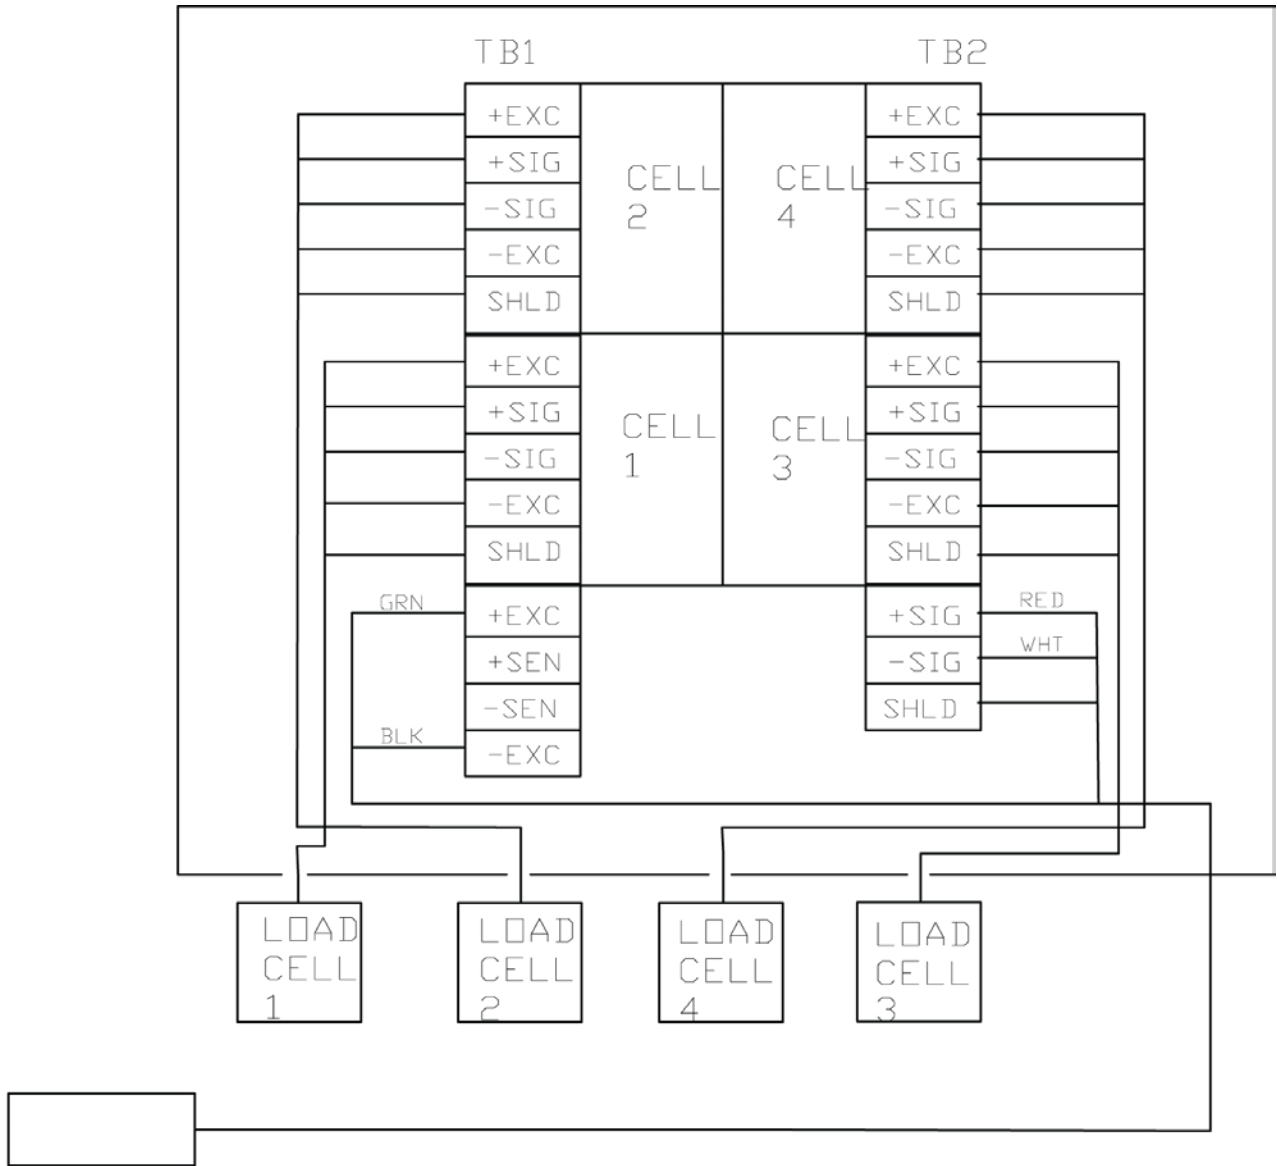 TB1
TB2
+EXC
+SIG
-SIG
-EXC
SHLD
CELL
2
CELL
4
+EXC
+SIG
-SIG
-EXC
SHLD
+EXC
+SIG
-SIG
-EXC
SHLD
CELL
1
CELL
3
+EXC
+SIG
-SIG
-EXC
SHLD
GRN
BLK
+EXC
+SEN
-SEN
-EXC
+SIG
-SIG
SHLD
RED
WHT
LOAD
CELL
1
LOAD
CELL
2
LOAD
CELL
4
LOAD
CELL
3